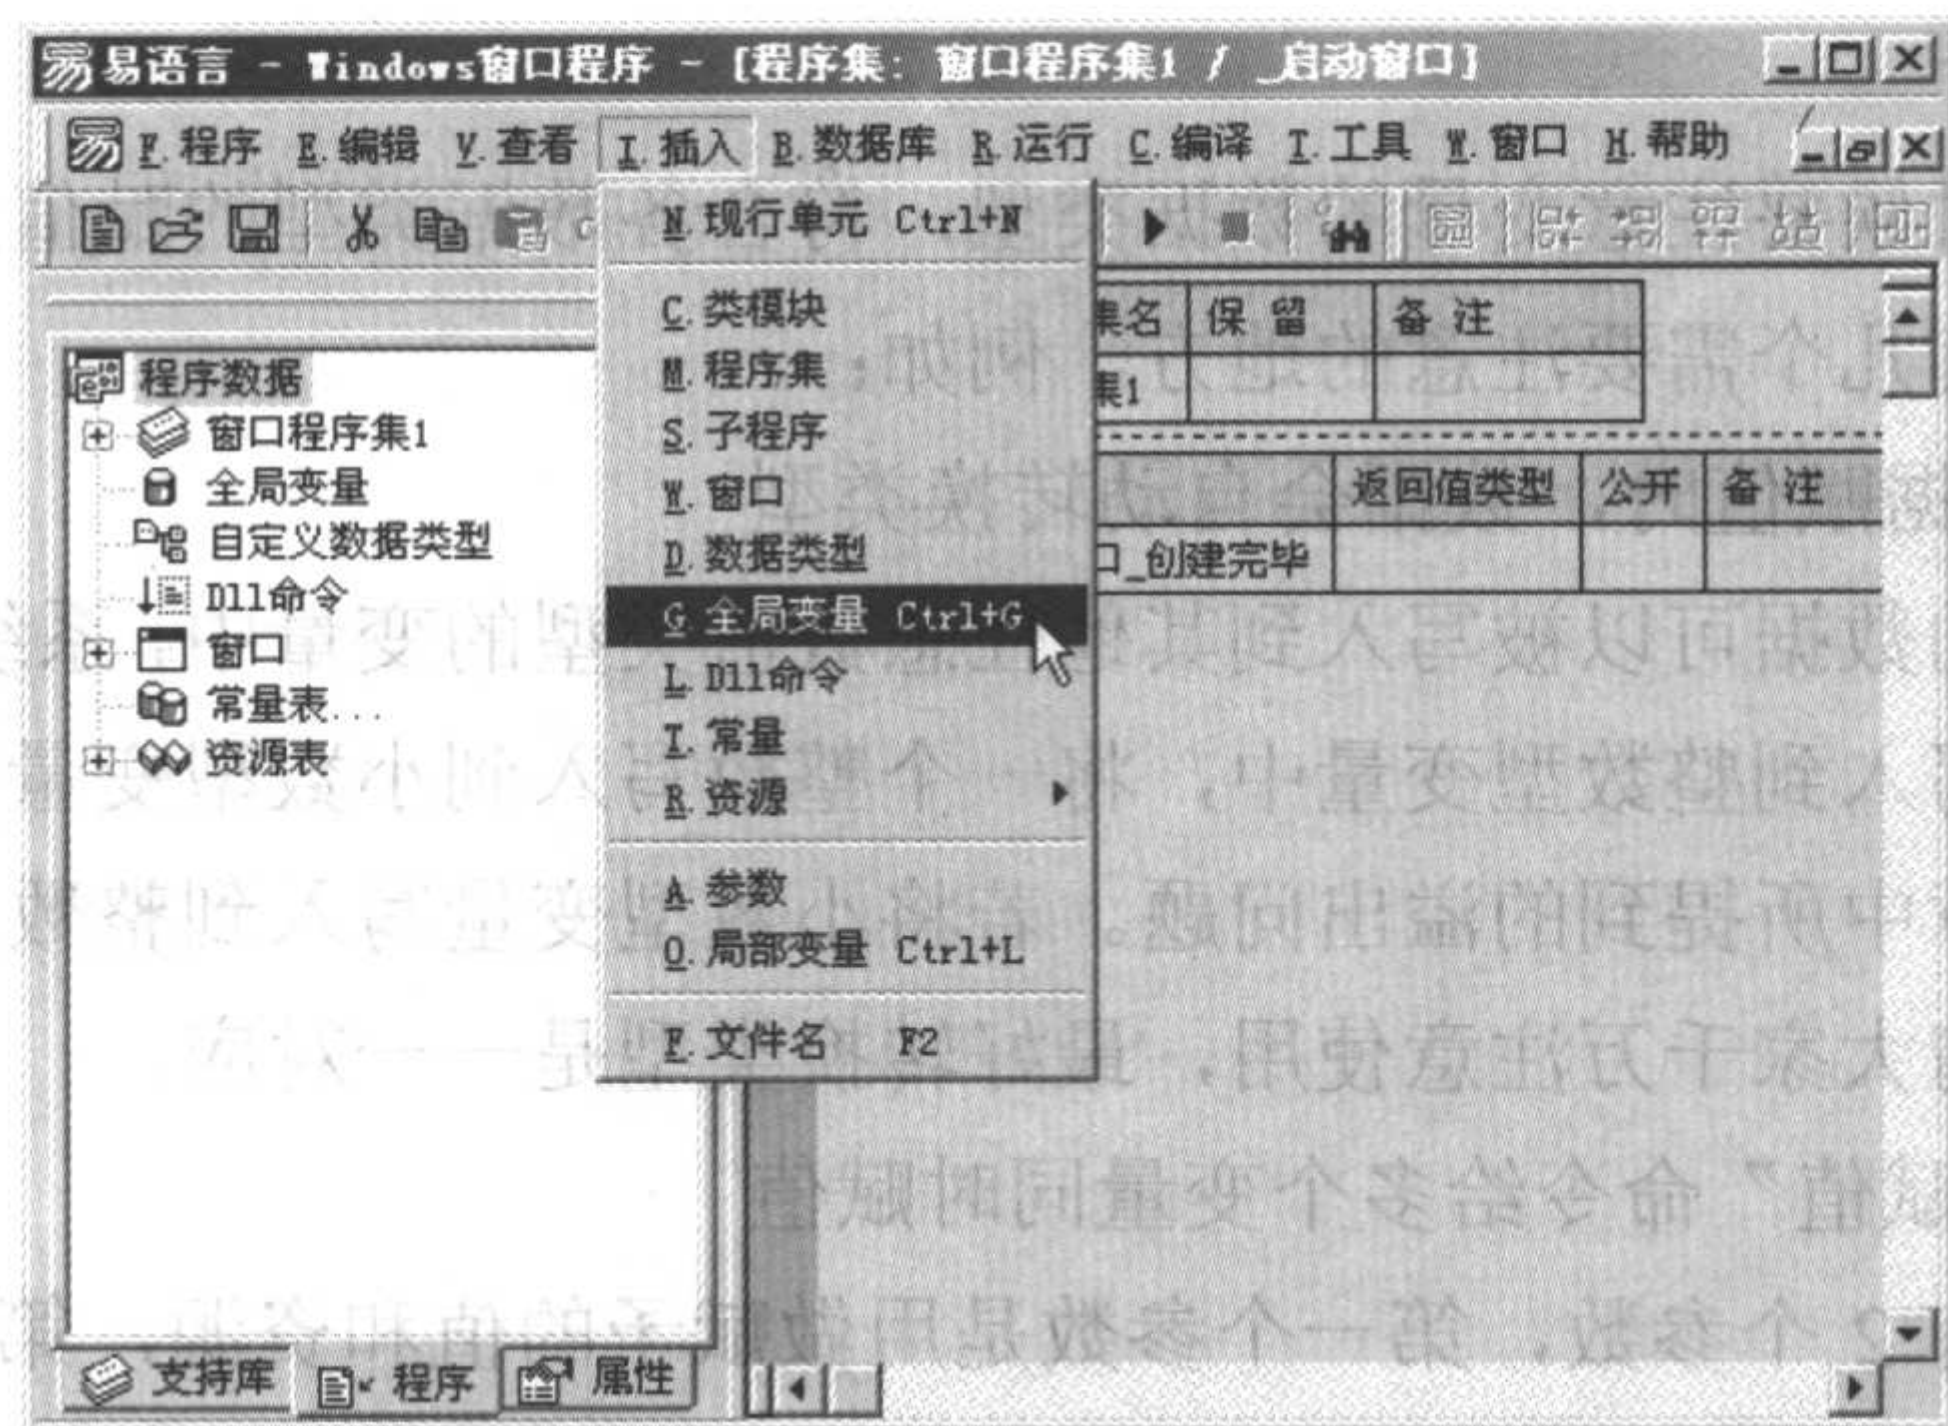 易语言 - Windows窗口程序 - [程序集: 窗口程序集1 / _启动窗口]
F.程序 E.编辑 V.查看 I.插入 B.数据库 R.运行 C.编译 T.工具 W.窗口 H.帮助
N.现行单元 Ctrl+N
C.类模块
M.程序集
S.子程序
W.窗口
D.数据类型
G.全局变量 Ctrl+G
L.Dll命令
T.常量
R.资源
A.参数
O.局部变量 Ctrl+L
F.文件名 F2
程序数据
窗口程序集1
全局变量
自定义数据类型
Dll命令
窗口
常量表...
资源表
集名 保 留 备 注
集1
返回值类型 公开 备 注
口_创建完毕
支持库 程序 属性